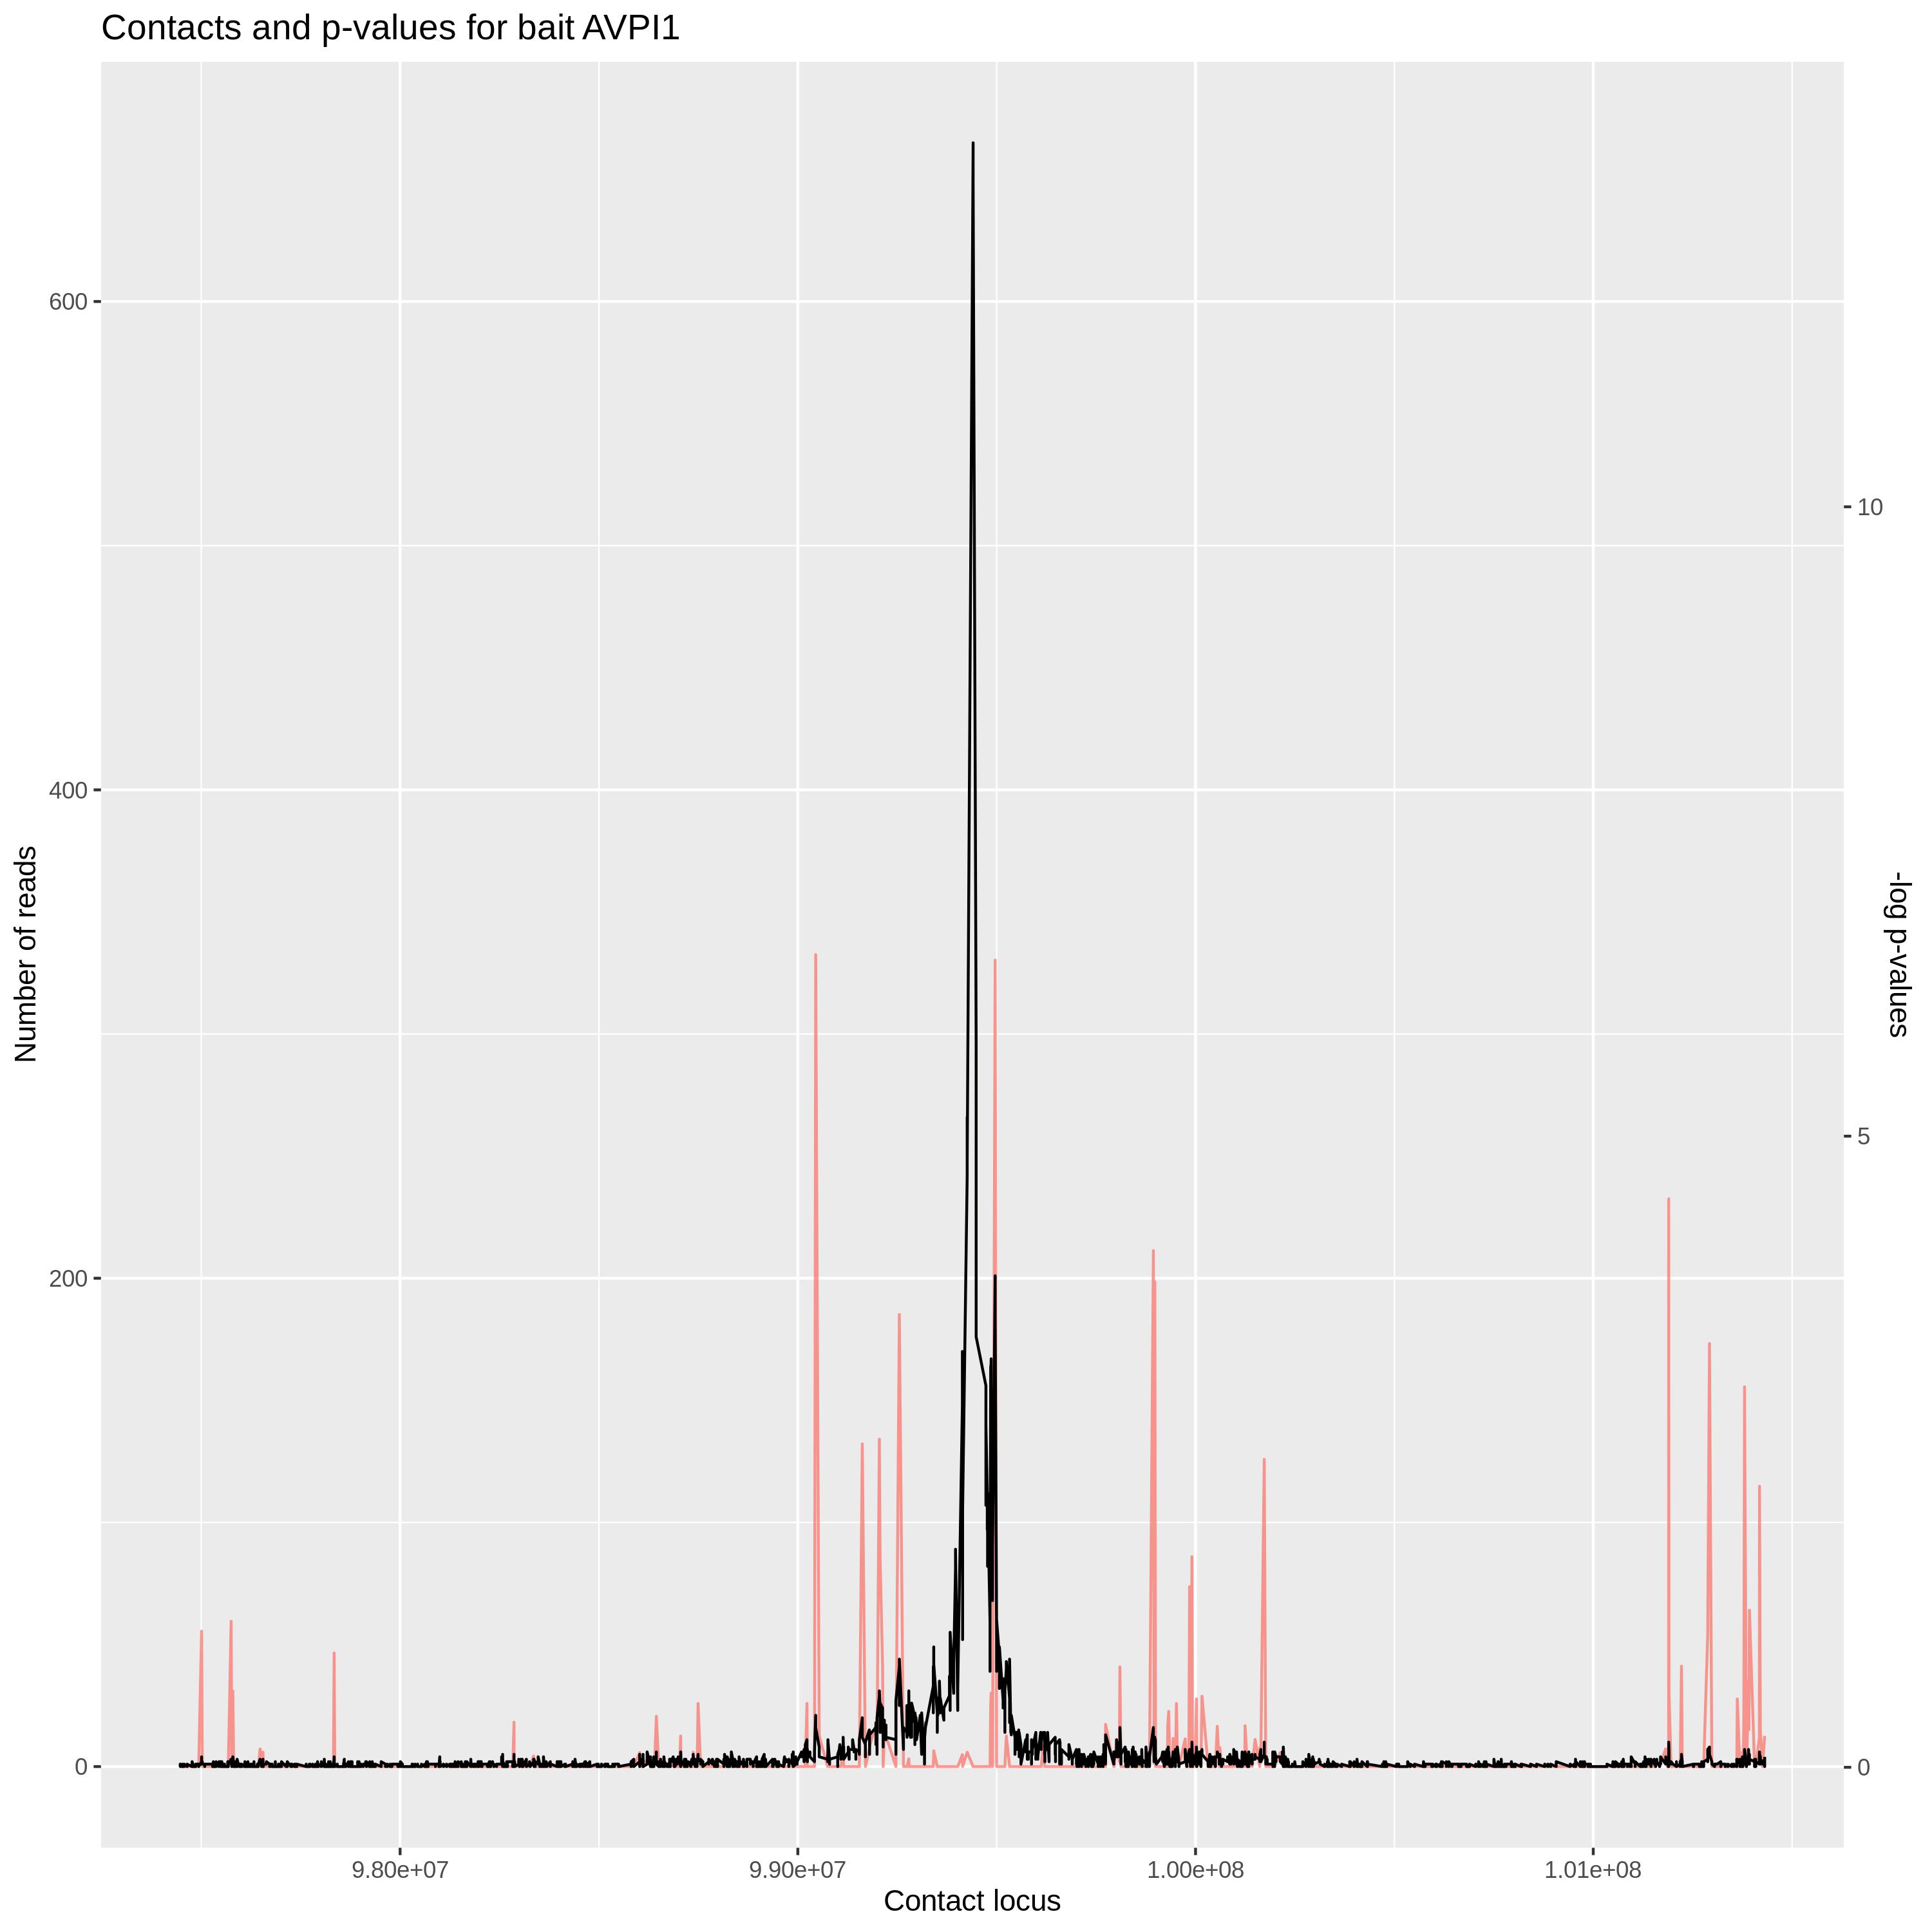 Contacts and p-values for bait AVPI1
600
400
200
0
Number of reads
10
5
0
-log p-values
9.80e+07
9.90e+07
1.00e+08
1.01e+08
Contact locus